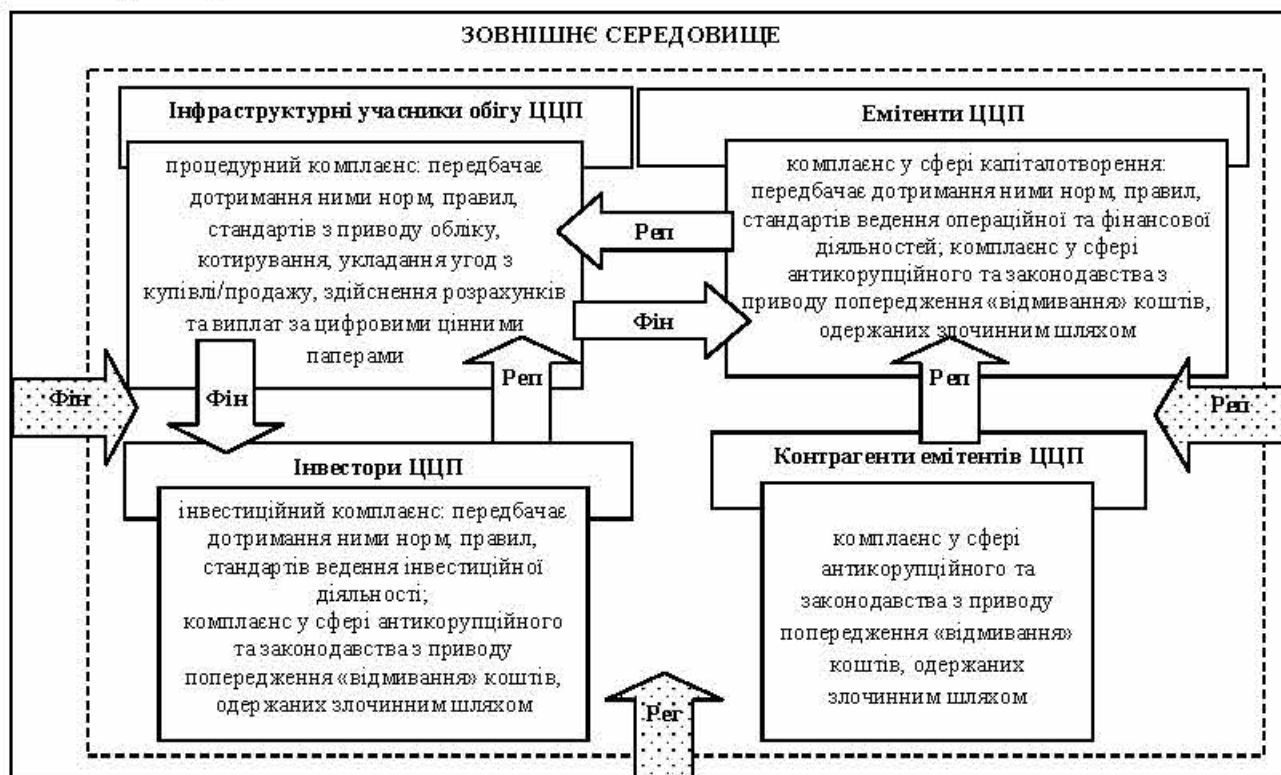 ЗОВНІШНЄ СЕРЕДОВИЩЕ
Інфраструктурні учасники обігу ЦЦП
процедурний комплаєнс: передбачає
дотримання ними норм, правил,
стандартів з приводу обліку,
котирування, укладання угод з
купівлі/продажу, здійснення розрахунків
та виплат за цифровими цінними
паперами
Емітенти ЦЦП
комплаєнс у сфері капіталотворення:
передбачає дотримання ними норм, правил,
стандартів ведення операційної та фінансової
діяльностей; комплаєнс у сфері
антикорупційного та законодавства з
приводу попередження «відмивання» коштів,
одержаних злочинним шляхом
Реп
Фін
Фін
Фін
Реп
Реп
Реп
Інвестори ЦЦП
інвестиційний комплаєнс: передбачає
дотримання ними норм, правил,
стандартів ведення інвестиційної
діяльності;
комплаєнс у сфері антикорупційного
та законодавства з приводу
попередження «відмивання» коштів,
одержаних злочинним шляхом
Контрагенти емітентів ЦЦП
комплаєнс у сфері
антикорупційного та
законодавства з приводу
попередження «відмивання»
коштів, одержаних
злочинним шляхом
Рег